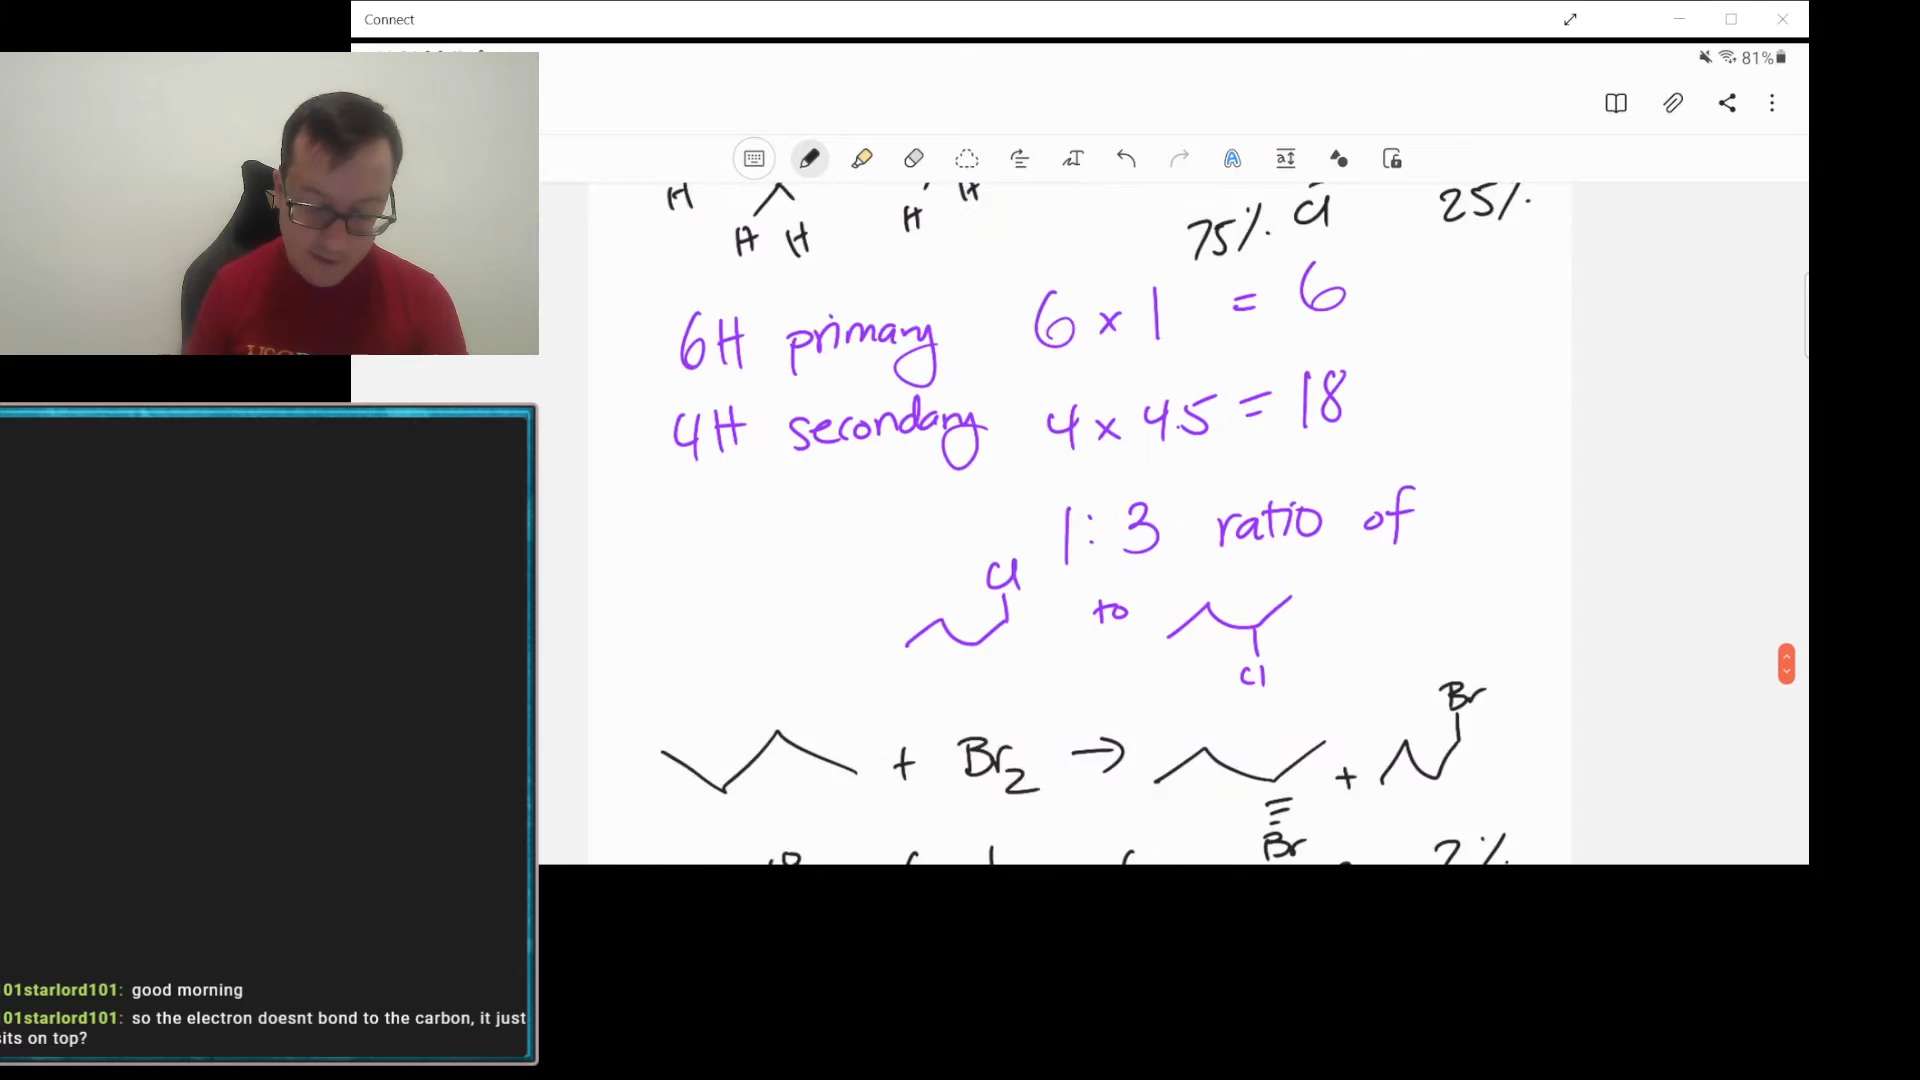 Connect
81%
H H H H H
75% Cl 25%
6H primary 6 x 1 = 6
4H secondary 4 x 4.5 = 18
1:3 ratio of
Cl
to
Cl
Br
+ Br2 → +
Br
2%
01starlord101: good morning
01starlord101: so the electron doesnt bond to the carbon, it just
sits on top?